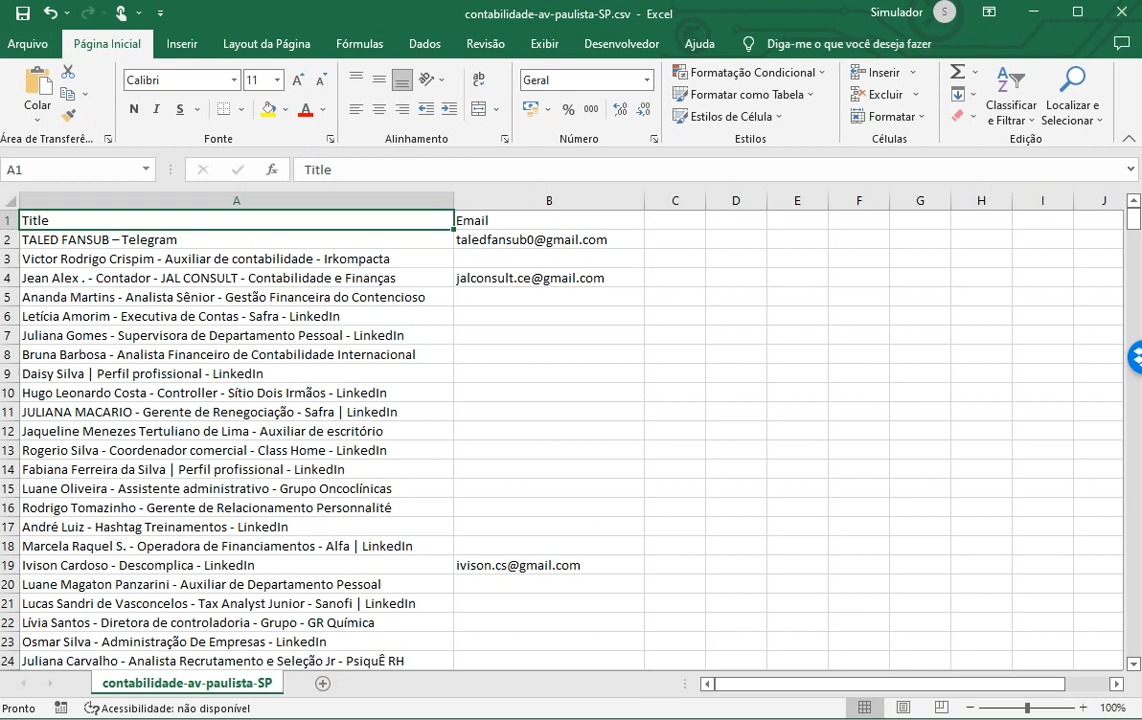 contabilidade-av-paulista-SP.csv - Excel
Simulador
S
Arquivo
Página Inicial
Inserir
Layout da Página
Fórmulas
Dados
Revisão
Exibir
Desenvolvedor
Ajuda
Diga-me o que você deseja fazer
Colar
Calibri
11
N I S
Geral
% 000
Formatação Condicional
Formatar como Tabela
Estilos de Célula
Inserir
Excluir
Formatar
Classificar e Filtrar
Localizar e Selecionar
Área de Transferê...
Fonte
Alinhamento
Número
Estilos
Células
Edição
A1
fx
Title
A B C D E F G H I J
1 Title Email
2 TALED FANSUB – Telegram taledfansub0@gmail.com
3 Victor Rodrigo Crispim - Auxiliar de contabilidade - Irkompacta
4 Jean Alex . - Contador - JAL CONSULT - Contabilidade e Finanças jalconsult.ce@gmail.com
5 Ananda Martins - Analista Sênior - Gestão Financeira do Contencioso
6 Letícia Amorim - Executiva de Contas - Safra - LinkedIn
7 Juliana Gomes - Supervisora de Departamento Pessoal - LinkedIn
8 Bruna Barbosa - Analista Financeiro de Contabilidade Internacional
9 Daisy Silva | Perfil profissional - LinkedIn
10 Hugo Leonardo Costa - Controller - Sítio Dois Irmãos - LinkedIn
11 JULIANA MACARIO - Gerente de Renegociação - Safra | LinkedIn
12 Jaqueline Menezes Tertuliano de Lima - Auxiliar de escritório
13 Rogerio Silva - Coordenador comercial - Class Home - LinkedIn
14 Fabiana Ferreira da Silva | Perfil profissional - LinkedIn
15 Luane Oliveira - Assistente administrativo - Grupo Oncoclínicas
16 Rodrigo Tomazinho - Gerente de Relacionamento Personnalité
17 André Luiz - Hashtag Treinamentos - LinkedIn
18 Marcela Raquel S. - Operadora de Financiamentos - Alfa | LinkedIn
19 Ivison Cardoso - Descomplica - LinkedIn ivison.cs@gmail.com
20 Luane Magaton Panzarini - Auxiliar de Departamento Pessoal
21 Lucas Sandri de Vasconcelos - Tax Analyst Junior - Sanofi | LinkedIn
22 Lívia Santos - Diretora de controladoria - Grupo - GR Química
23 Osmar Silva - Administração De Empresas - LinkedIn
24 Juliana Carvalho - Analista Recrutamento e Seleção Jr - PsiquÊ RH
contabilidade-av-paulista-SP
Pronto
Acessibilidade: não disponível
100%